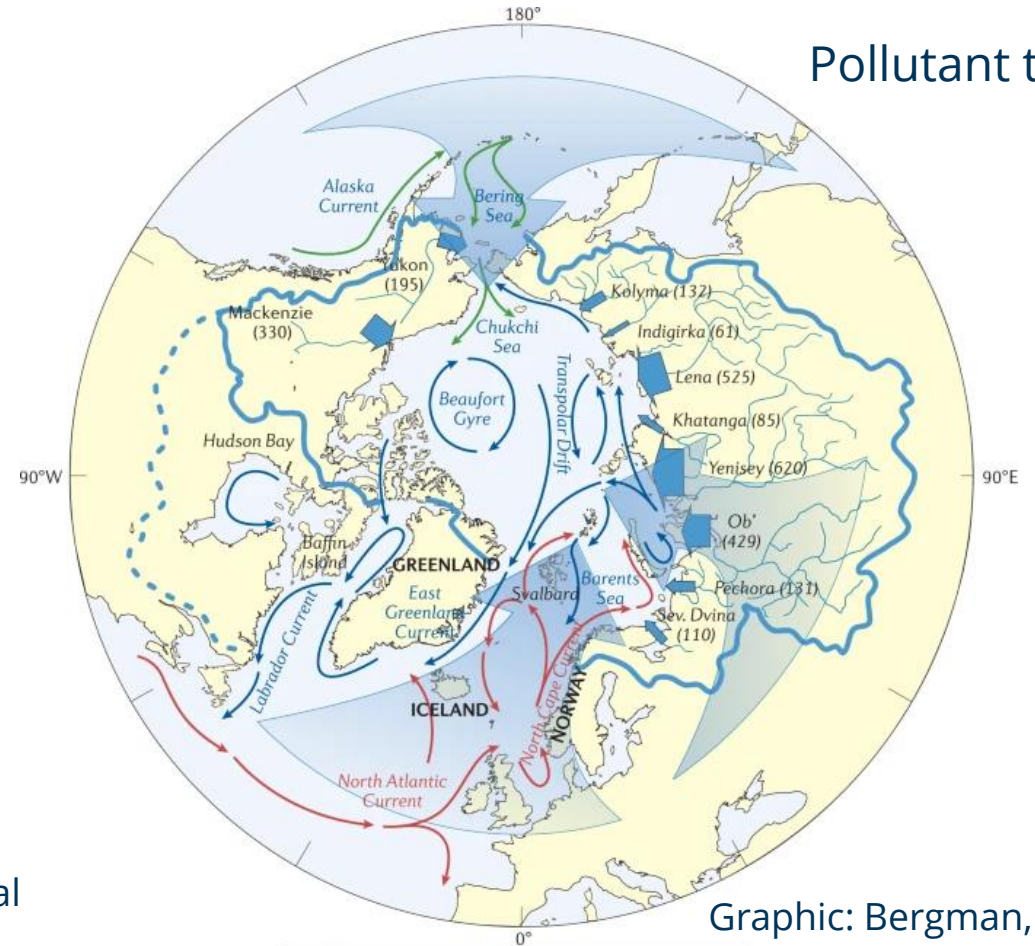 180°
Pollutant t
Alaska
Current
Bering
Sea
Yukon
(195)
Kolyma (132)
Mackenzie
(330)
Indigirka (61)
Chukchi
Sea
Lena (525)
Transpolar Drift
Beaufort
Gyre
Khatanga (85)
Hudson Bay
Yenisey (620)
90°W
90°E
Ob'
(429)
Baffin
Island
GREENLAND
Barents
Sea
Svalbard
Pechora (131)
East
Greenland
Current
Sev. Dvina
(110)
Labrador Current
North Cape Current
NORWAY
ICELAND
North Atlantic
Current
al
Graphic: Bergman,
0°